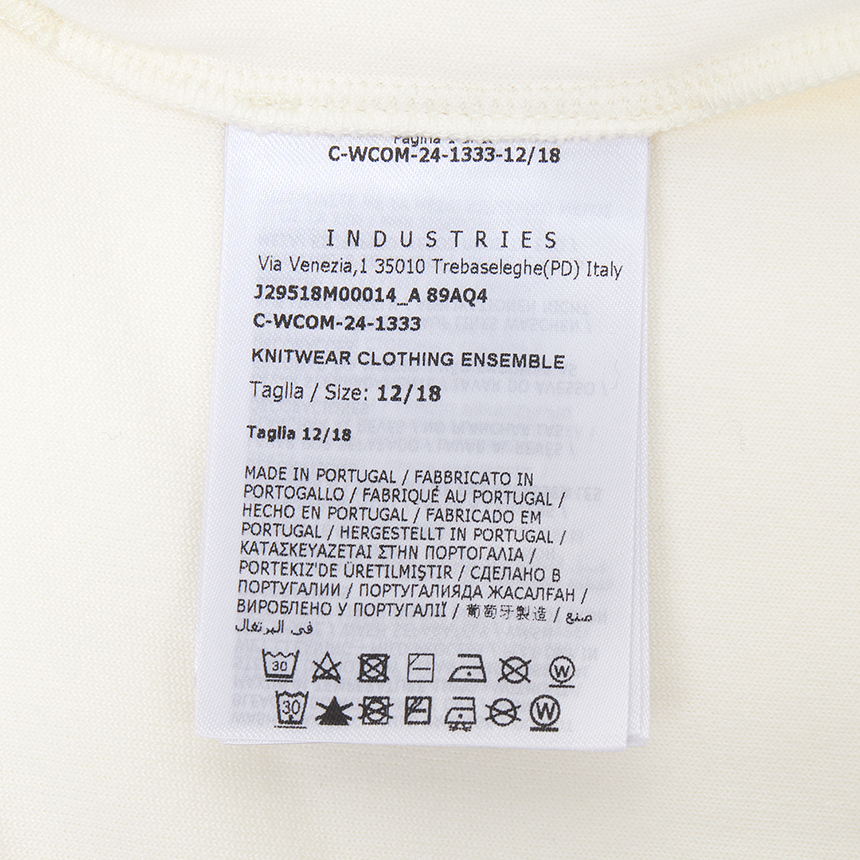 C-WCOM-24-1333-12/18
INDUSTRIES
Via Venezia,1 35010 Trebaseleghe(PD) Italy
J29518M00014_A 89AQ4
C-WCOM-24-1333
KNITWEAR CLOTHING ENSEMBLE
Taglia / Size: 12/18
Taglia 12/18
MADE IN PORTUGAL / FABBRICATO IN
PORTOGALLO / FABRIQUÉ AU PORTUGAL /
HECHO EN PORTUGAL / FABRICADO EM
PORTUGAL / HERGESTELLT IN PORTUGAL /
ΚΑΤΑΣΚΕΥΑΖΕΤΑΙ ΣΤΗΝ ΠΟΡΤΟΓΑΛΙΑ /
PORTEKIZ'DE ÜRETILMIŞTIR / СДЕЛАНО В
ПОРТУГАЛИИ / ПОРТУГАЛИЯДА ЖАСАЛҒАН /
ВИРОБЛЕНО У ПОРТУГАЛІЇ / 葡萄牙製造 / صنع
في البرتغال
30 W
30 W